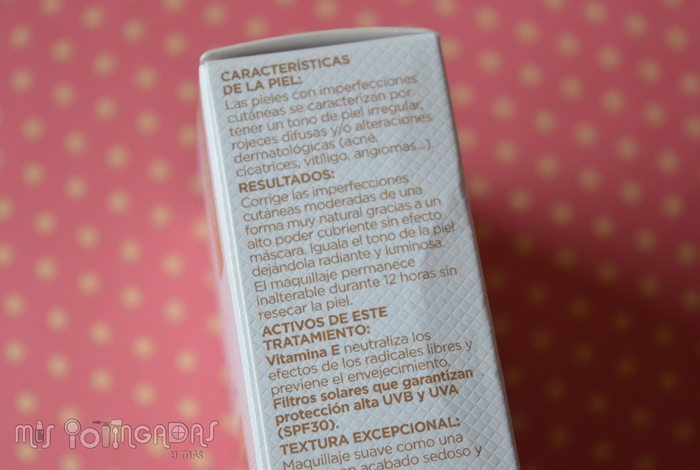 CARACTERÍSTICAS
DE LA PIEL:
Las pieles con imperfecciones
cutáneas se caracterizan por
tener un tono de piel irregular,
rojeces difusas y/o alteraciones
dermatológicas (acné,
cicatrices, vitíligo, angiomas...)
RESULTADOS:
Corrige las imperfecciones
cutáneas moderadas de una
forma muy natural gracias a un
alto poder cubriente sin efecto
máscara. Iguala el tono de la piel
dejándola radiante y luminosa.
El maquillaje permanece
inalterable durante 12 horas sin
resecar la piel.
ACTIVOS DE ESTE
TRATAMIENTO:
Vitamina E neutraliza los
efectos de los radicales libres y
previene el envejecimiento.
Filtros solares que garantizan
protección alta UVB y UVA
(SPF30).
TEXTURA EXCEPCIONAL:
Maquillaje suave como una
acabado sedoso y
mis potingadas
y más